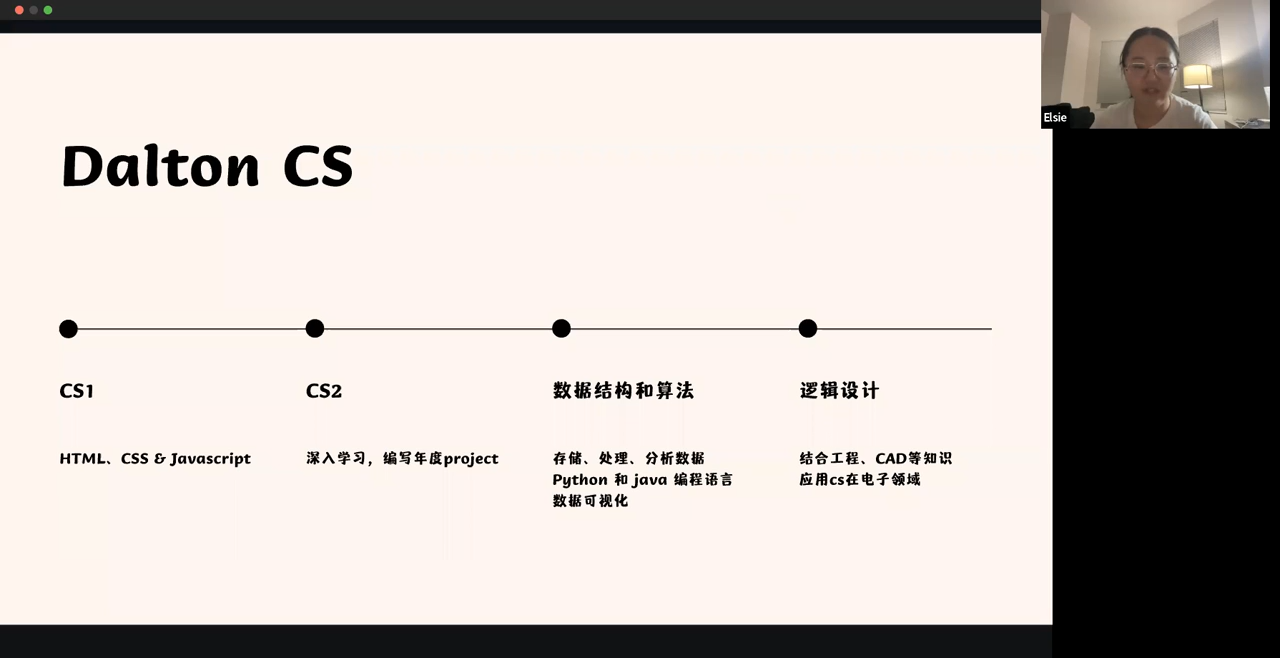 Elsie
Dalton CS
CS1
HTML、CSS & Javascript
CS2
深入学习，编写年度project
数据结构和算法
存储、处理、分析数据
Python 和 java 编程语言
数据可视化
逻辑设计
结合工程、CAD等知识
应用cs在电子领域